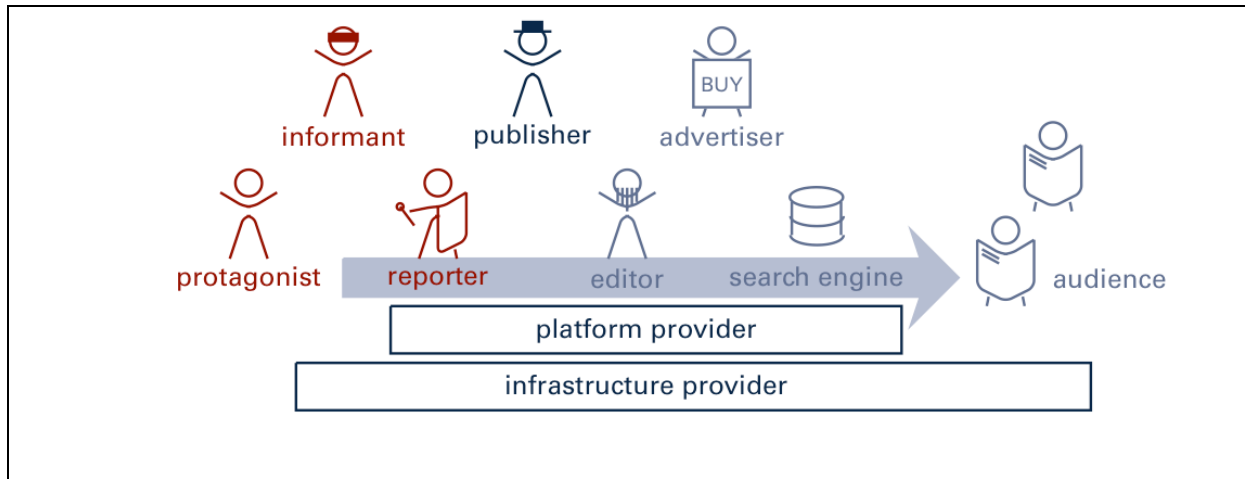 BUY
informant
publisher
advertiser
protagonist
reporter
editor
search engine
audience
platform provider
infrastructure provider